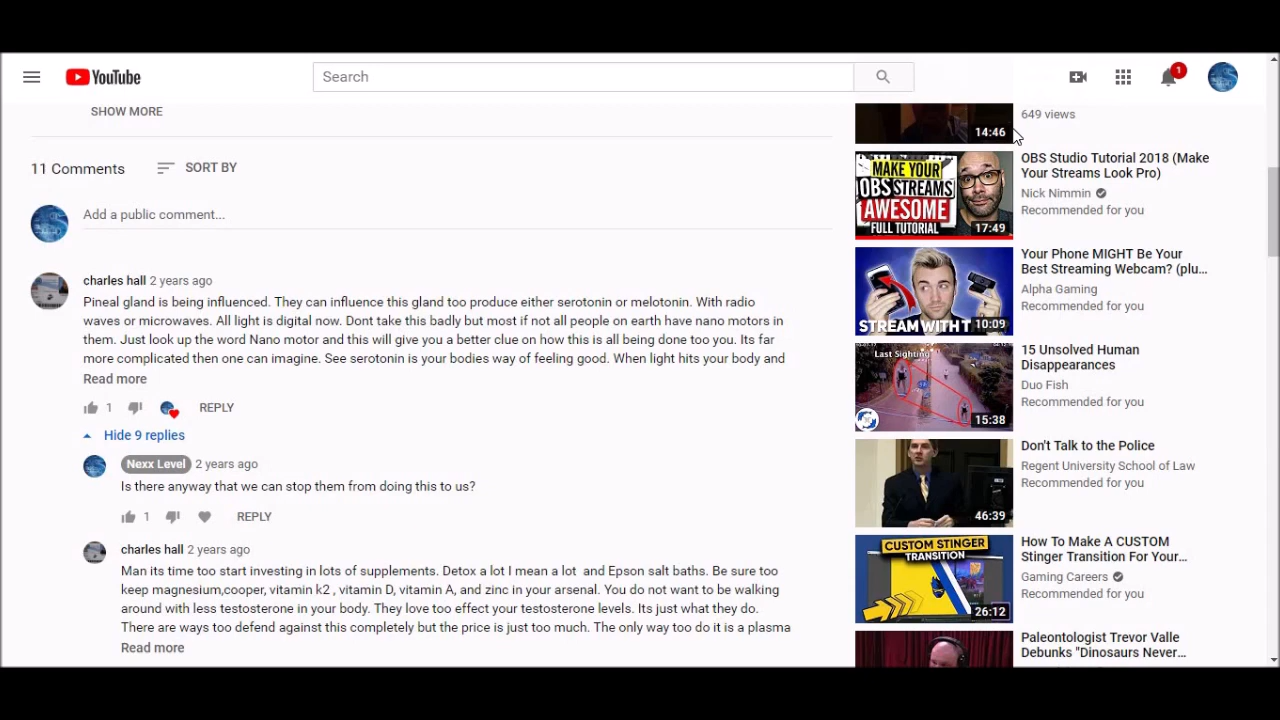 YouTube
Search
1
SHOW MORE
11 Comments
SORT BY
Add a public comment...
charles hall 2 years ago
Pineal gland is being influenced. They can influence this gland too produce either serotonin or melotonin. With radio
waves or microwaves. All light is digital now. Dont take this badly but most if not all people on earth have nano motors in
them. Just look up the word Nano motor and this will give you a better clue on how this is all being done too you. Its far
more complicated then one can imagine. See serotonin is your bodies way of feeling good. When light hits your body and
Read more
1
REPLY
Hide 9 replies
Nexx Level 2 years ago
Is there anyway that we can stop them from doing this to us?
1
REPLY
charles hall 2 years ago
Man its time too start investing in lots of supplements. Detox a lot I mean a lot and Epson salt baths. Be sure too
keep magnesium,cooper, vitamin k2 , vitamin D, vitamin A, and zinc in your arsenal. You do not want to be walking
around with less testosterone in your body. They love too effect your testosterone levels. Its just what they do.
There are ways too defend against this completely but the price is just too much. The only way too do it is a plasma
Read more
14:46
649 views
MAKE YOUR
OBS STREAMS
AWESOME
FULL TUTORIAL
17:49
OBS Studio Tutorial 2018 (Make
Your Streams Look Pro)
Nick Nimmin
Recommended for you
STREAM WITH T
10:09
Your Phone MIGHT Be Your
Best Streaming Webcam? (plu...
Alpha Gaming
Recommended for you
Last Sighting
15:38
15 Unsolved Human
Disappearances
Duo Fish
Recommended for you
46:39
Don't Talk to the Police
Regent University School of Law
Recommended for you
CUSTOM STINGER
TRANSITION
26:12
How To Make A CUSTOM
Stinger Transition For Your...
Gaming Careers
Recommended for you
Paleontologist Trevor Valle
Debunks "Dinosaurs Never...